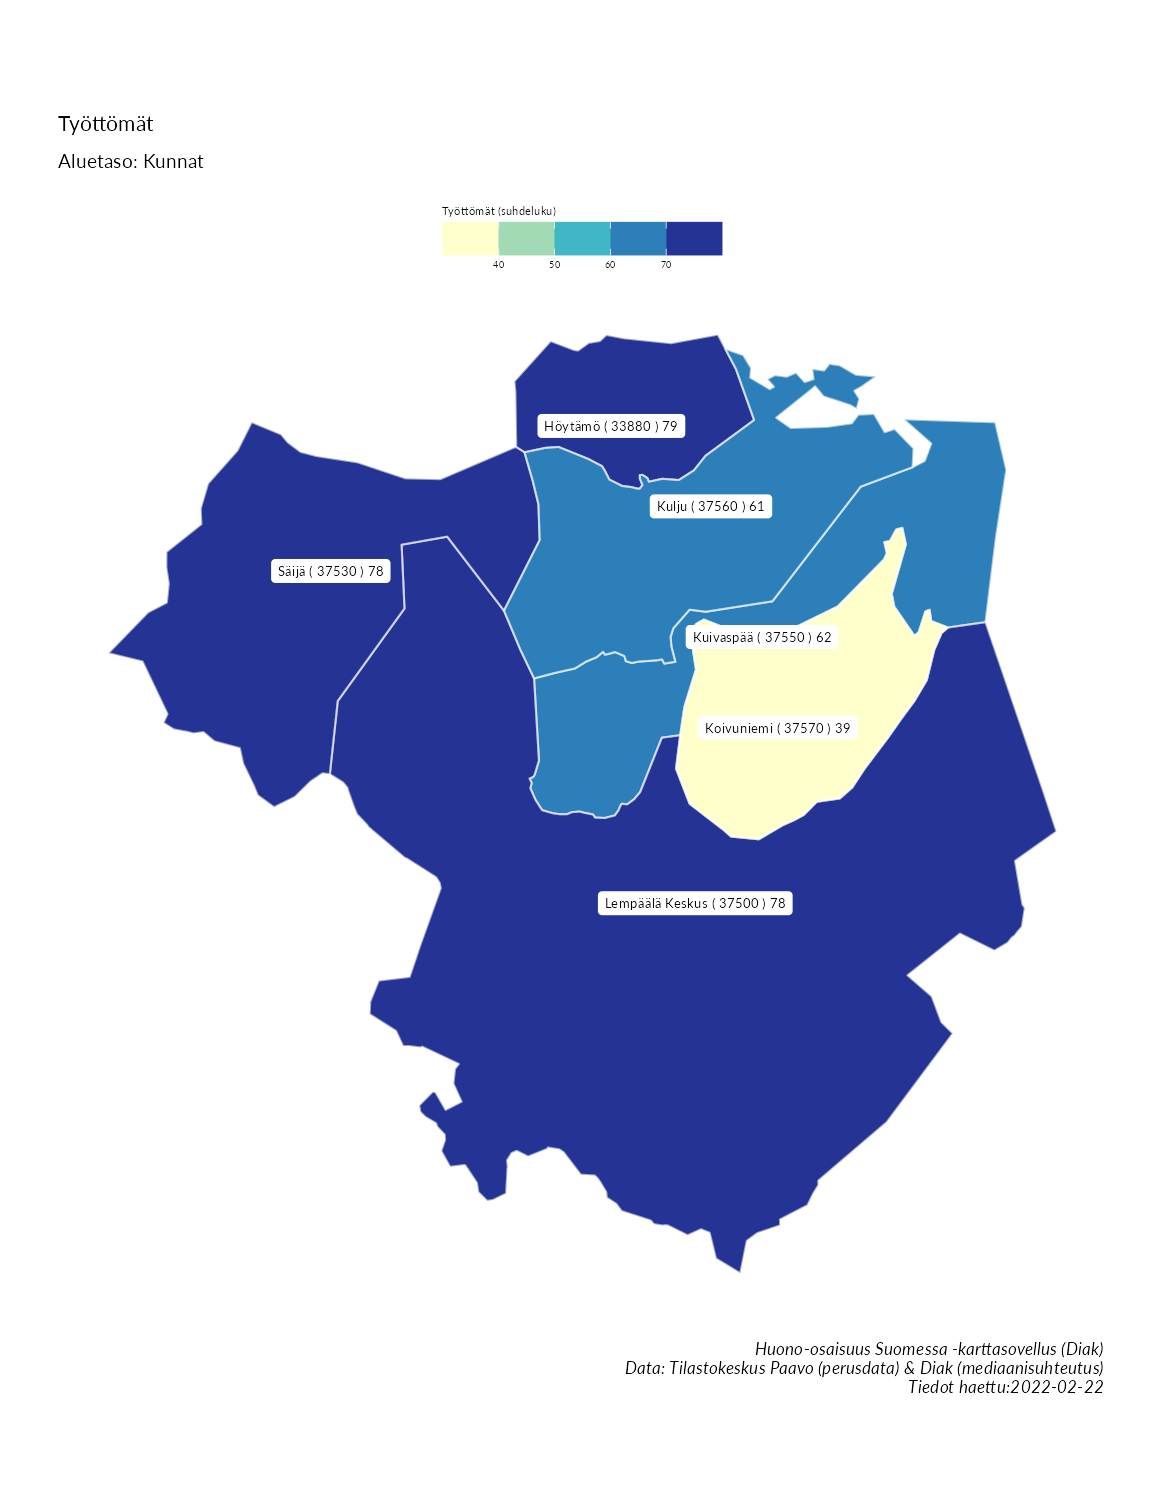 Työttömät
Aluetaso: Kunnat
Työttömät (suhdeluku)
40 50 60 70
Höytämö ( 33880 ) 79
Kulju ( 37560 ) 61
Säijä ( 37530 ) 78
Kuivaspää ( 37550 ) 62
Koivuniemi ( 37570 ) 39
Lempäälä Keskus ( 37500 ) 78
Huono-osaisuus Suomessa -karttasovellus (Diak)
Data: Tilastokeskus Paavo (perusdata) & Diak (mediaanisuhteutus)
Tiedot haettu:2022-02-22